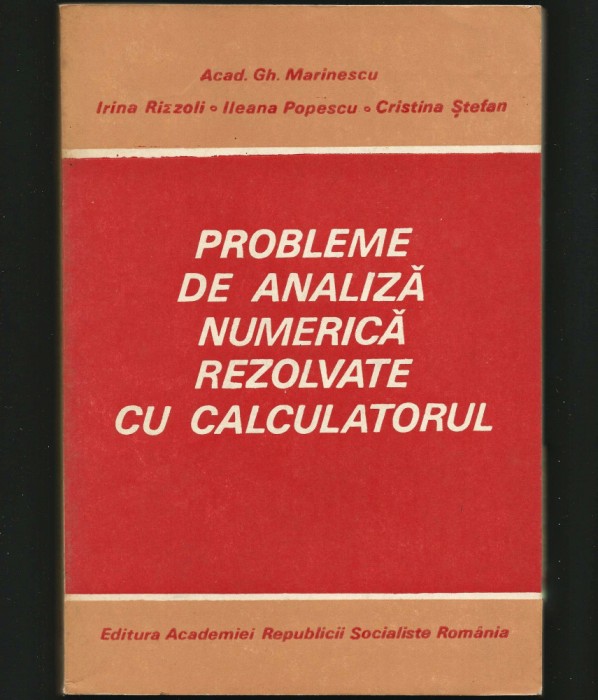 Acad. Gh. Marinescu
Irina Rizzoli • Ileana Popescu • Cristina Ștefan
PROBLEME
DE ANALIZĂ
NUMERICĂ
REZOLVATE
CU CALCULATORUL
Editura Academiei Republicii Socialiste România